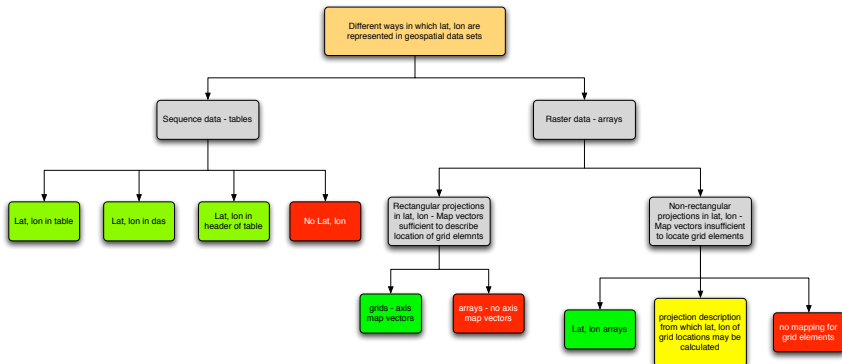 Different ways in which lat, lon are
represented in geospatial data sets
Sequence data - tables
Raster data - arrays
Lat, lon in table
Lat, lon in das
Lat, lon in
header of table
No Lat, lon
Rectangular projections
in lat, lon - Map vectors
sufficient to describe
location of grid elemnts
Non-rectangular
projections in lat, lon -
Map vectors insufficient
to locate grid elements
grids - axis
map vectors
arrays - no axis
map vectors
Lat, lon arrays
projection description
from which lat, lon of
grid locations may be
calculated
no mapping for
grid elements